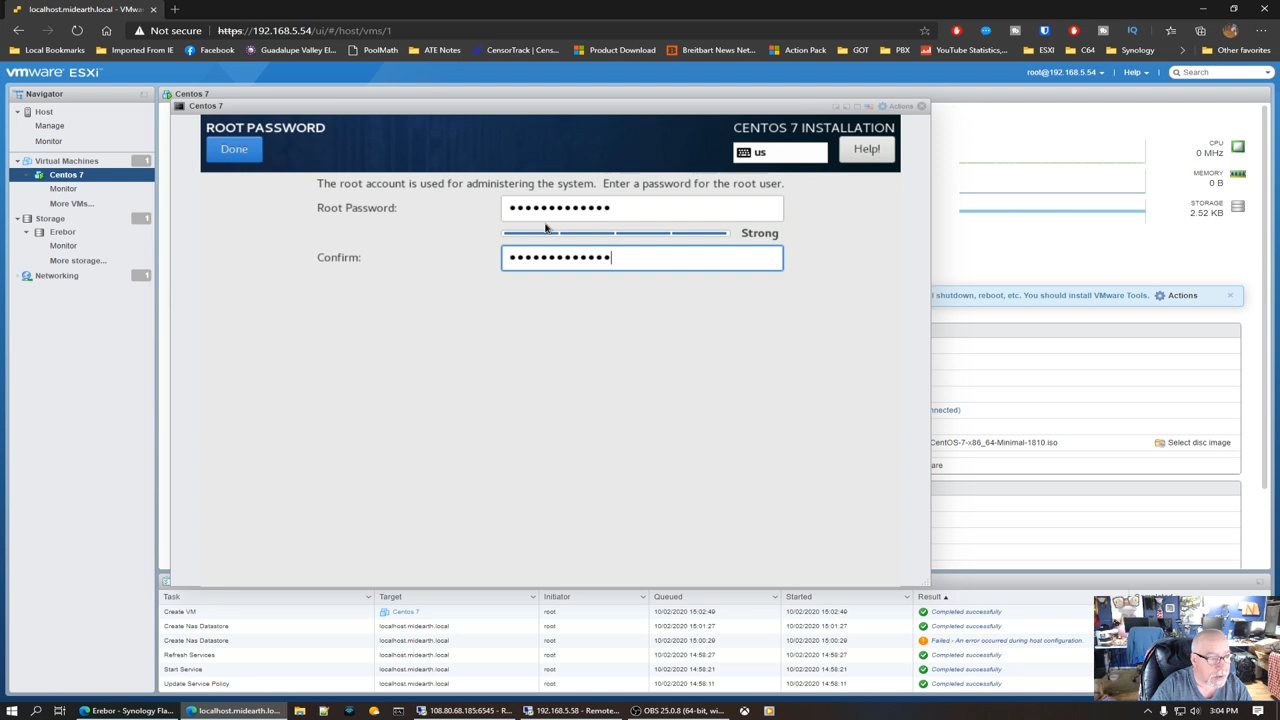 localhost.midearth.local - VMwa
Not secure
https://192.168.5.54/ui/#/host/vms/1
Local Bookmarks
Imported From IE
Facebook
Guadalupe Valley El...
PoolMath
ATE Notes
CensorTrack | Cens...
Product Download
Breitbart News Net...
Action Pack
GOT
PBX
YouTube Statistics,...
IQ
ESXI
C64
Synology
Other favorites
vmware ESXi
root@192.168.5.54
Help
Search
Navigator
Host
Manage
Monitor
Virtual Machines 1
Centos 7
Monitor
More VMs...
Storage 1
Erebor
Monitor
More storage...
Networking 1
Centos 7
Centos 7
Actions
ROOT PASSWORD
CENTOS 7 INSTALLATION
Done
us
Help!
The root account is used for administering the system. Enter a password for the root user.
Root Password: •••••••••••••
Strong
Confirm: •••••••••••••
CPU
0 MHz
MEMORY
0 B
STORAGE
2.52 KB
l shutdown, reboot, etc. You should install VMware Tools.
Actions
nnected)
CentOS-7-x86_64-Minimal-1810.iso
Select disc image
are
Task Target Initiator Queued Started Result
Create VM Centos 7 root 10/02/2020 15:02:49 10/02/2020 15:02:49 Completed successfully
Create Nas Datastore localhost.midearth.local root 10/02/2020 15:01:27 10/02/2020 15:01:27 Completed successfully
Create Nas Datastore localhost.midearth.local root 10/02/2020 15:00:29 10/02/2020 15:00:29 Failed - An error occurred during host configuration.
Refresh Services localhost.midearth.local root 10/02/2020 14:58:27 10/02/2020 14:58:27 Completed successfully
Start Service localhost.midearth.local root 10/02/2020 14:58:21 10/02/2020 14:58:21 Completed successfully
Update Service Policy localhost.midearth.local root 10/02/2020 14:58:11 10/02/2020 14:58:11 Completed successfully
Erebor - Synology Fla...
localhost.midearth.lo...
108.80.68.185:6545 - R...
192.168.5.58 - Remote...
OBS 25.0.8 (64-bit, wi...
3:04 PM